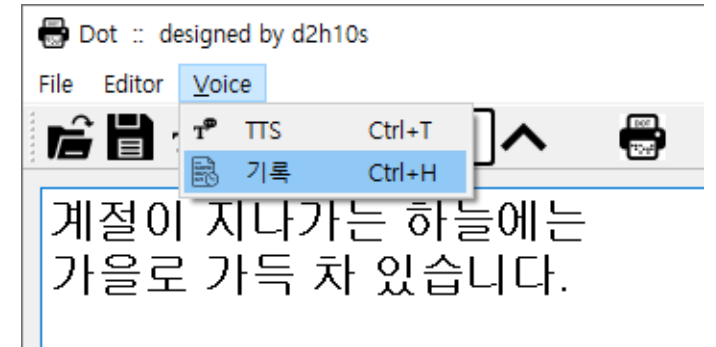 Dot :: designed by d2h10s
File Editor Voice
TTS Ctrl+T
기록 Ctrl+H
계절이 지나가는 하늘에는
가을로 가득 차 있습니다.